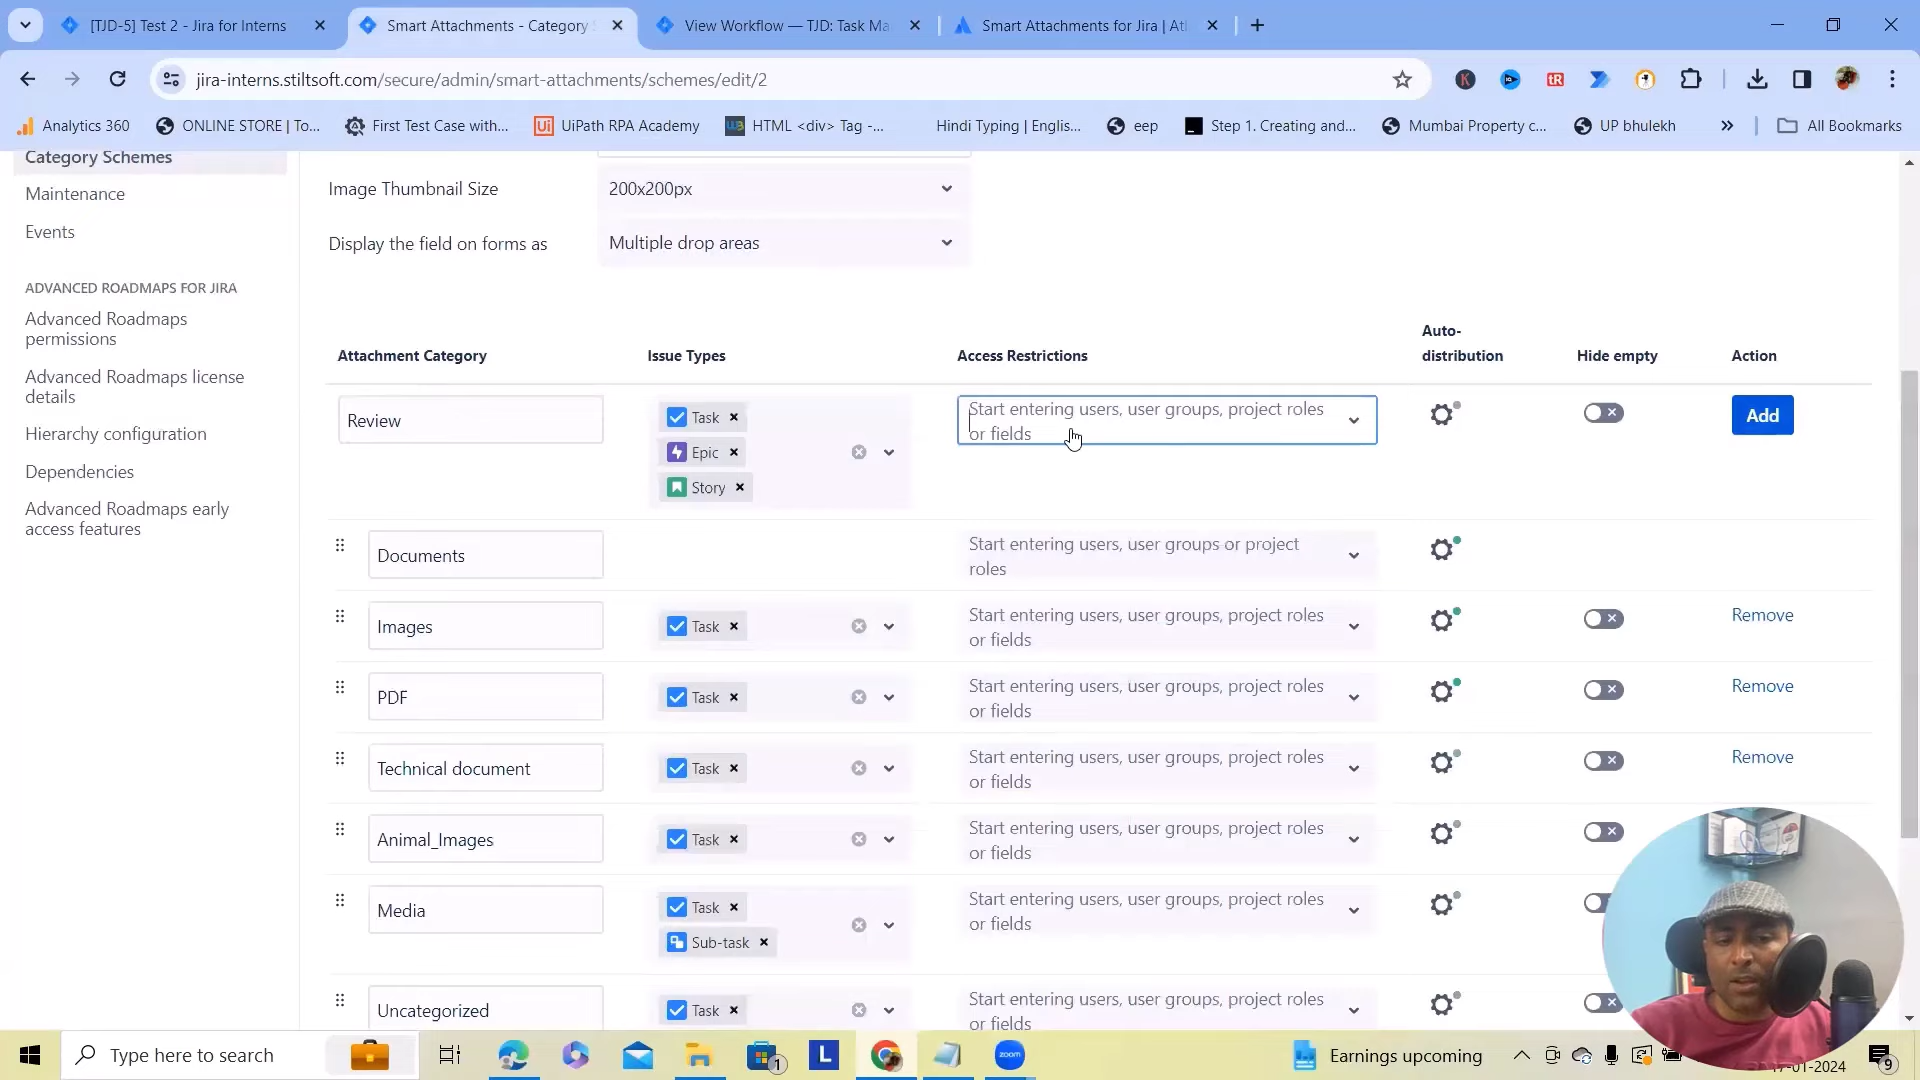 [TJD-5] Test 2 - Jira for Interns
Smart Attachments - Category
View Workflow — TJD: Task Ma
Smart Attachments for Jira | Atl
jira-interns.stiltsoft.com/secure/admin/smart-attachments/schemes/edit/2
Analytics 360
ONLINE STORE | To...
First Test Case with...
UiPath RPA Academy
HTML <div> Tag -...
Hindi Typing | Englis...
eep
Step 1. Creating and...
Mumbai Property c...
UP bhulekh
All Bookmarks
Category Schemes
Maintenance
Events
ADVANCED ROADMAPS FOR JIRA
Advanced Roadmaps
permissions
Advanced Roadmaps license
details
Hierarchy configuration
Dependencies
Advanced Roadmaps early
access features
Image Thumbnail Size
200x200px
Display the field on forms as
Multiple drop areas
Attachment Category
Issue Types
Access Restrictions
Auto-
distribution
Hide empty
Action
Review
Task
Epic
Story
Start entering users, user groups, project roles
or fields
Add
Documents
Start entering users, user groups or project
roles
Images
Task
Start entering users, user groups, project roles
or fields
Remove
PDF
Task
Start entering users, user groups, project roles
or fields
Remove
Technical document
Task
Start entering users, user groups, project roles
or fields
Remove
Animal_Images
Task
Start entering users, user groups, project roles
or fields
Media
Task
Sub-task
Start entering users, user groups, project roles
or fields
Uncategorized
Task
Start entering users, user groups, project roles
or fields
Type here to search
1
L
zoom
Earnings upcoming
17-01-2024
9